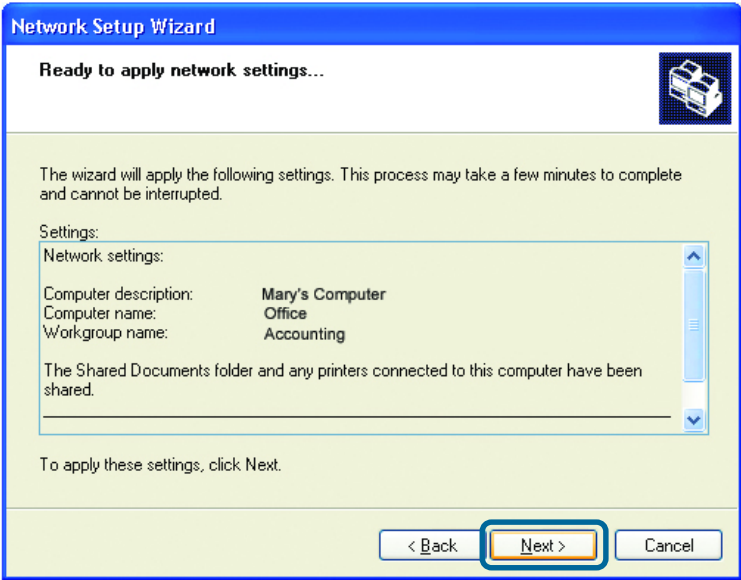 Network Setup Wizard
Ready to apply network settings...
The wizard will apply the following settings. This process may take a few minutes to complete
and cannot be interrupted.
Settings:
Network settings:
Computer description: Mary's Computer
Computer name: Office
Workgroup name: Accounting
The Shared Documents folder and any printers connected to this computer have been
shared.
To apply these settings, click Next.
< Back Next > Cancel